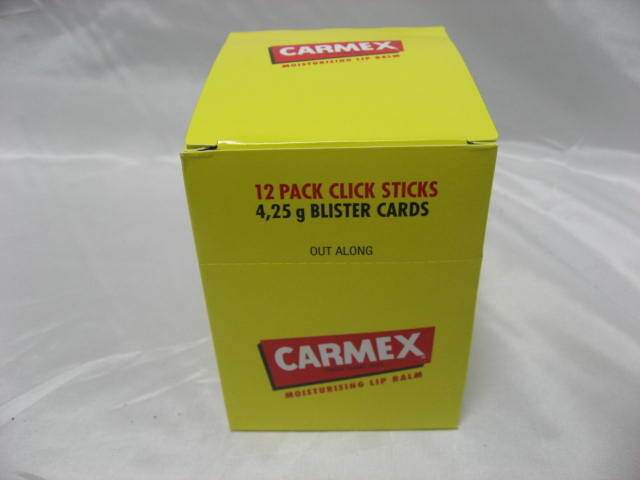 CARMEX
MOISTURISING LIP BALM
12 PACK CLICK STICKS
4,25 g BLISTER CARDS
OUT ALONG
CARMEX
MOISTURISING LIP BALM